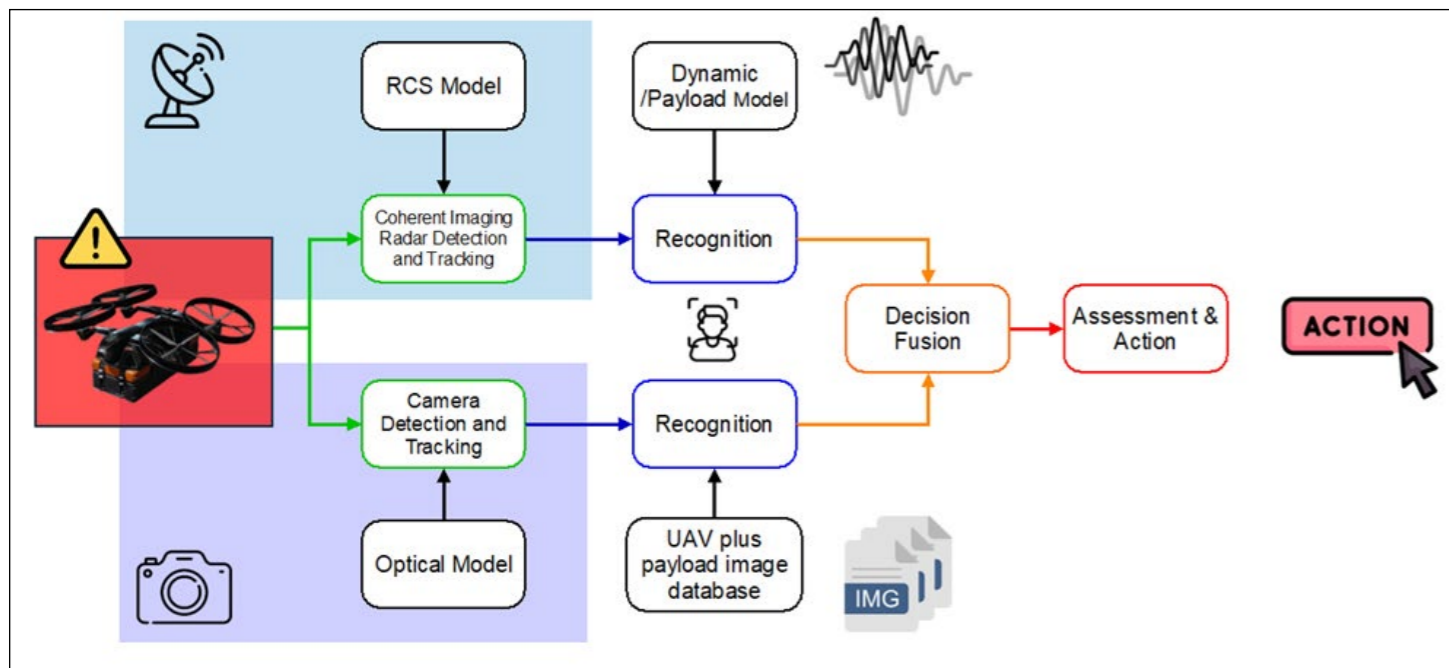 RCS Model
Dynamic
/Payload Model
Coherent Imaging
Radar Detection
and Tracking
Recognition
!
Decision
Fusion
Assessment &
Action
ACTION
Camera
Detection and
Tracking
Recognition
Optical Model
UAV plus
payload image
database
IMG